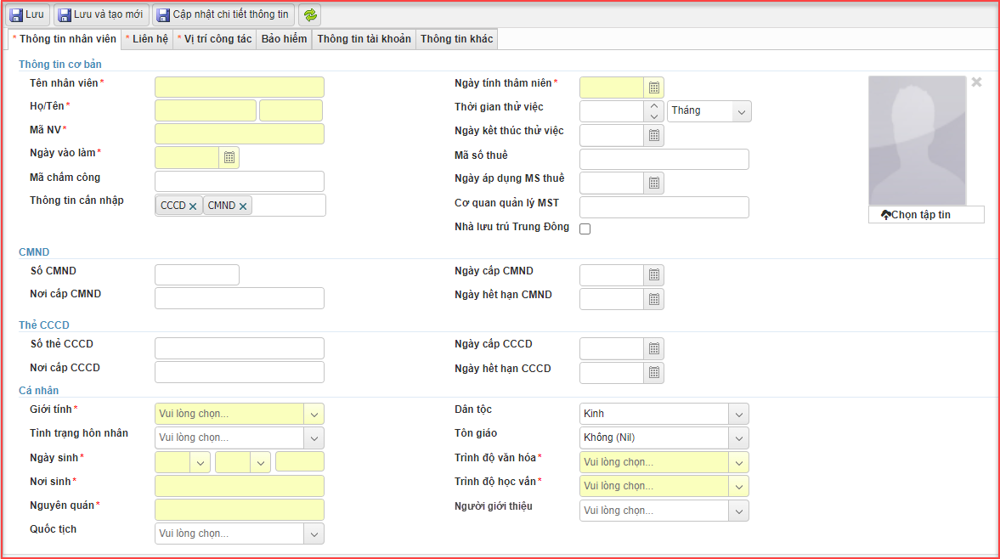 Lưu Lưu và tạo mới Cập nhật chi tiết thông tin
* Thông tin nhân viên * Liên hệ * Vị trí công tác Bảo hiểm Thông tin tài khoản Thông tin khác
Thông tin cơ bản
Tên nhân viên* Ngày tính thâm niên*
Họ/Tên* Thời gian thử việc Tháng
Mã NV* Ngày kết thúc thử việc
Ngày vào làm* Mã số thuế
Mã chấm công Ngày áp dụng MS thuế
Thông tin cần nhập CCCD CMND Cơ quan quản lý MST
Chọn tập tin
Nhà lưu trú Trung Đông
CMND
Số CMND Ngày cấp CMND
Nơi cấp CMND Ngày hết hạn CMND
Thẻ CCCD
Số thẻ CCCD Ngày cấp CCCD
Nơi cấp CCCD Ngày hết hạn CCCD
Cá nhân
Giới tính* Vui lòng chọn... Dân tộc Kinh
Tình trạng hôn nhân Vui lòng chọn... Tôn giáo Không (Nil)
Ngày sinh* Trình độ văn hóa* Vui lòng chọn...
Nơi sinh* Trình độ học vấn* Vui lòng chọn...
Nguyên quán* Người giới thiệu Vui lòng chọn...
Quốc tịch Vui lòng chọn...